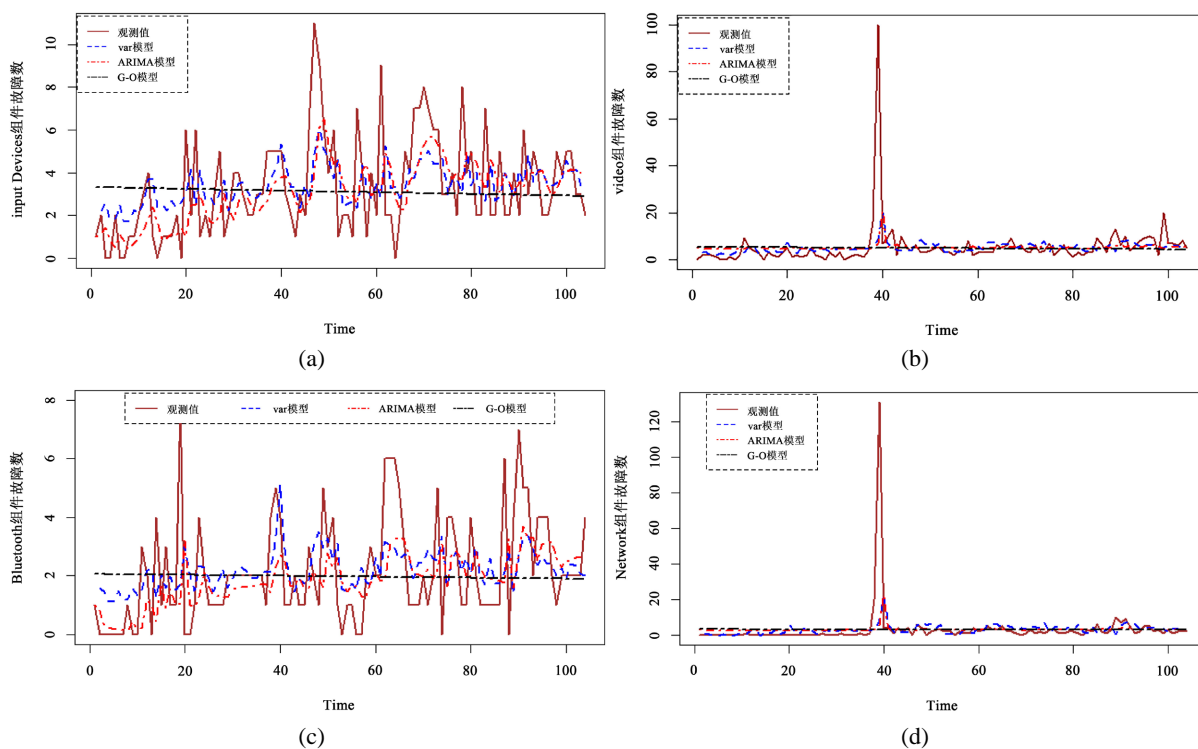 观测值
var模型
ARIMA模型
G-O模型
input Devices组件故障数
0 2 4 6 8 10
0 20 40 60 80 100
Time
(a)
观测值
var模型
ARIMA模型
G-O模型
video组件故障数
0 20 40 60 80 100
0 20 40 60 80 100
Time
(b)
观测值 var模型 ARIMA模型 G-O模型
Bluetooth组件故障数
0 2 4 6 8
0 20 40 60 80 100
Time
(c)
观测值
var模型
ARIMA模型
G-O模型
Network组件故障数
0 20 40 60 80 100 120
0 20 40 60 80 100
Time
(d)